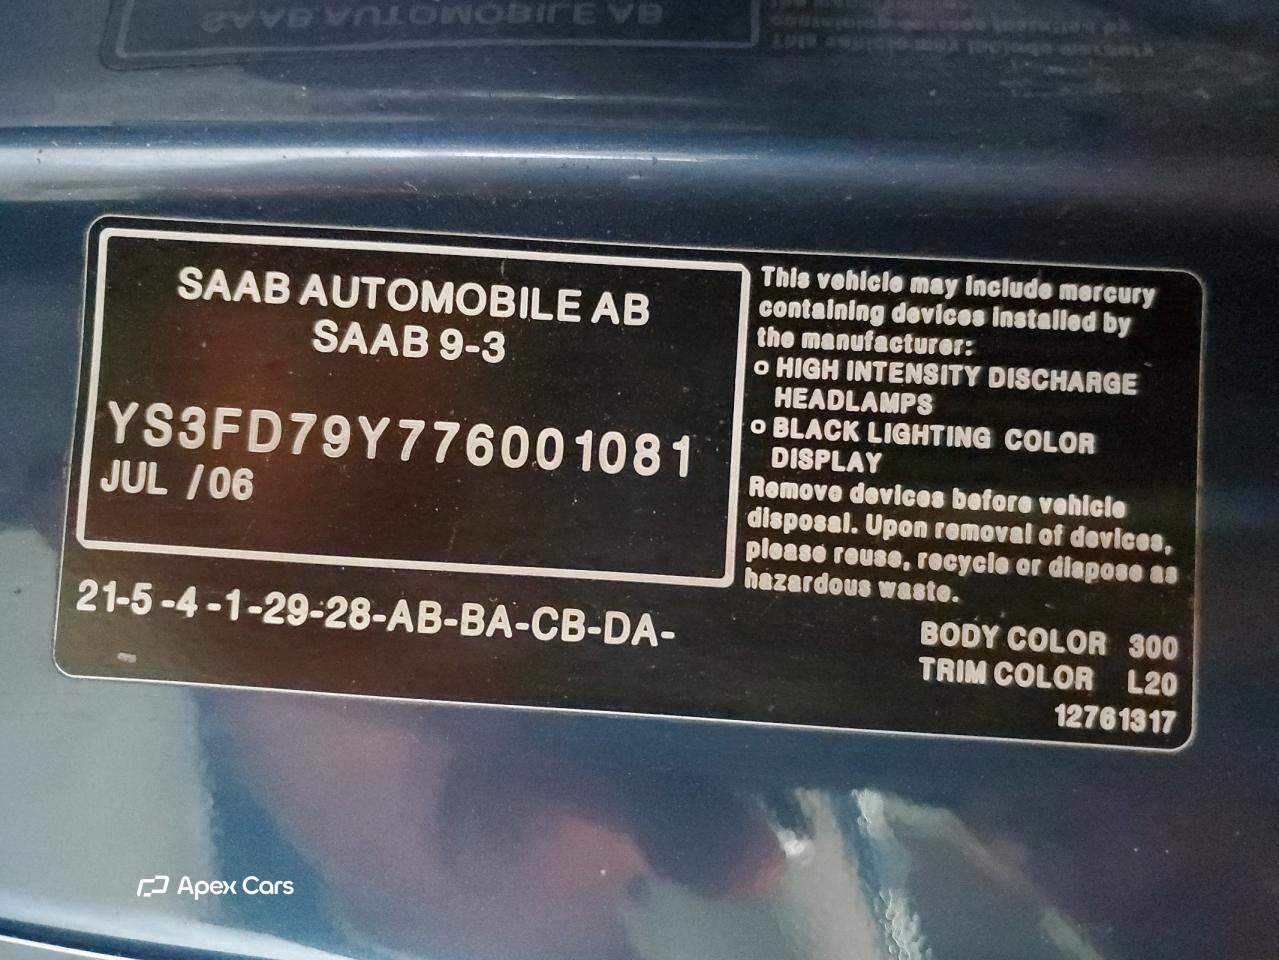 SAAB AUTOMOBILE AB
SAAB AUTOMOBILE AB
SAAB 9-3
YS3FD79Y776001081
JUL /06
21-5-4-1-29-28-AB-BA-CB-DA-
This vehicle may include mercury
containing devices installed by
the manufacturer:
o HIGH INTENSITY DISCHARGE
HEADLAMPS
o BLACK LIGHTING COLOR
DISPLAY
Remove devices before vehicle
disposal. Upon removal of devices,
please reuse, recycle or dispose as
hazardous waste.
BODY COLOR 300
TRIM COLOR L20
12761317
Apex Cars